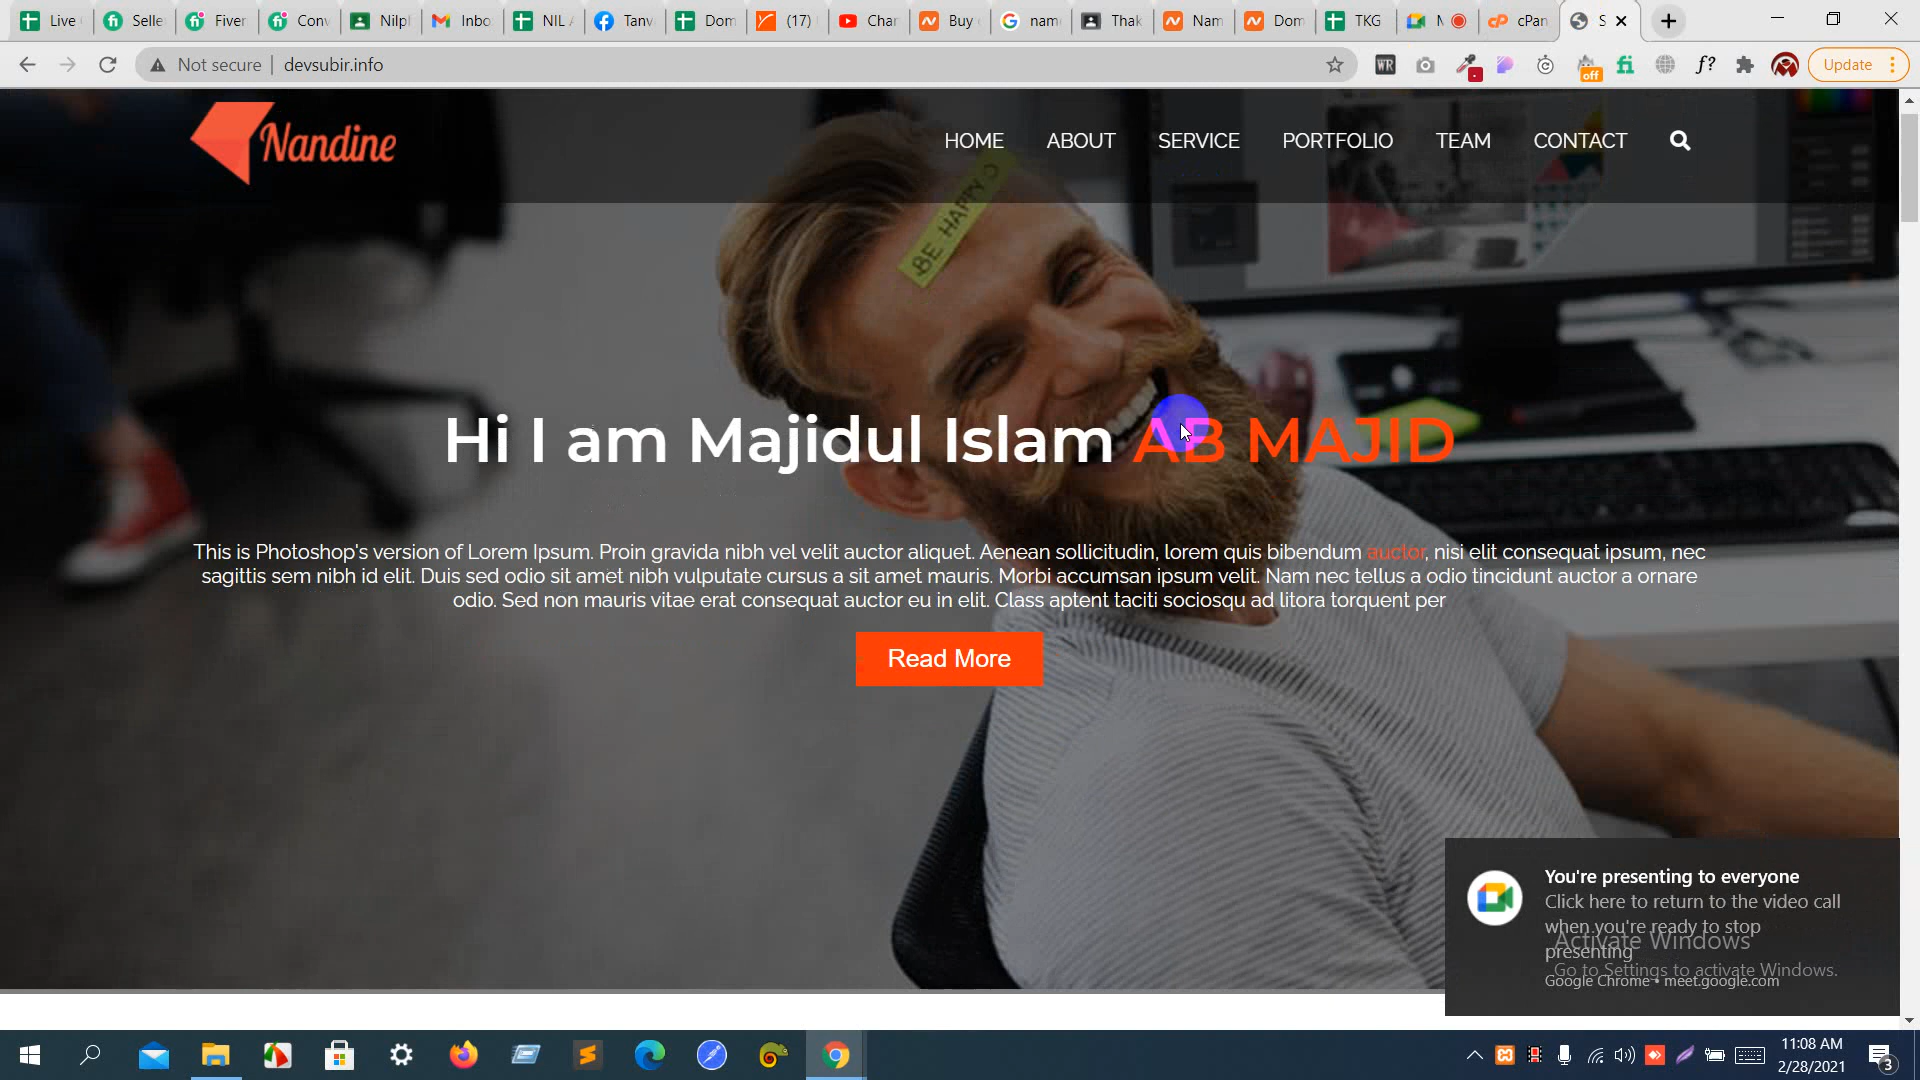 Live
Selle
Fiver
Conv
Nilph
Inbo
NIL
Tanv
Dom
(17)
Char
Buy
nam
Thak
Nam
Dom
TKG
M
cPan
S
Not secure
devsubir.info
WR
off
f?
Update
Nandine
HOME
ABOUT
SERVICE
PORTFOLIO
TEAM
CONTACT
BE HAPPY
Hi I am Majidul Islam AB MAJID
This is Photoshop's version of Lorem Ipsum. Proin gravida nibh vel velit auctor aliquet. Aenean sollicitudin, lorem quis bibendum auctor, nisi elit consequat ipsum, nec
sagittis sem nibh id elit. Duis sed odio sit amet nibh vulputate cursus a sit amet mauris. Morbi accumsan ipsum velit. Nam nec tellus a odio tincidunt auctor a ornare
odio. Sed non mauris vitae erat consequat auctor eu in elit. Class aptent taciti sociosqu ad litora torquent per
Read More
You're presenting to everyone
Click here to return to the video call
when you're ready to stop
presenting
Google Chrome • meet.google.com
Activate Windows
Go to Settings to activate Windows.
11:08 AM
2/28/2021
3